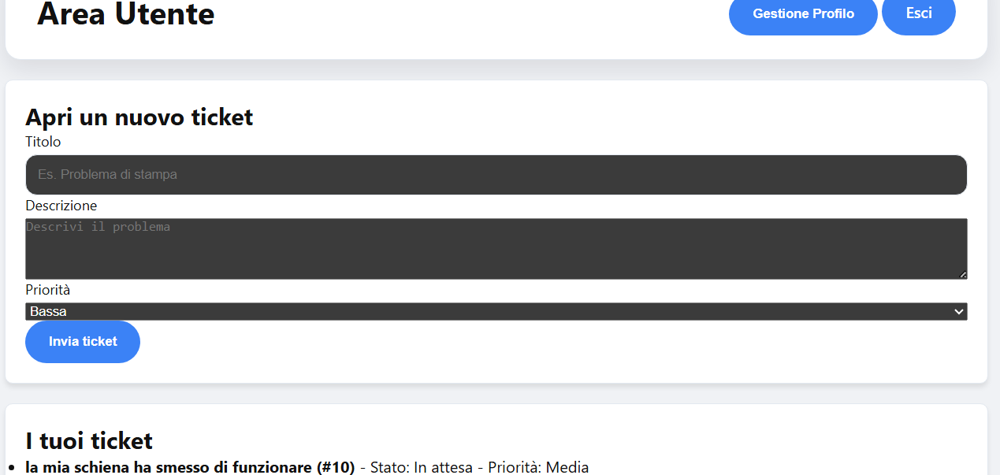 Area Utente
Gestione Profilo
Esci
Apri un nuovo ticket
Titolo
Es. Problema di stampa
Descrizione
Descrivi il problema
Priorità
Bassa
Invia ticket
I tuoi ticket
la mia schiena ha smesso di funzionare (#10) - Stato: In attesa - Priorità: Media